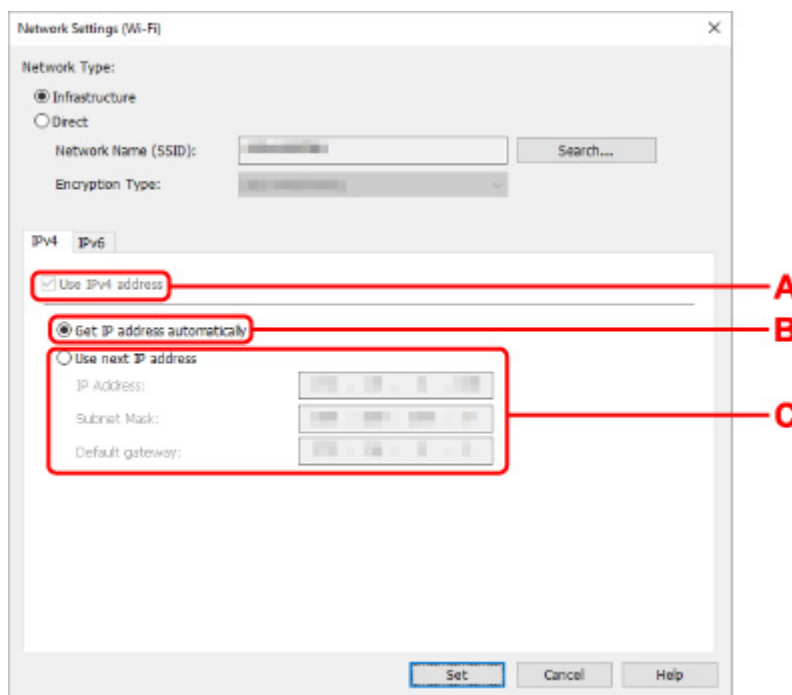 Network Settings (Wi-Fi)
Network Type:
Infrastructure
Direct
Network Name (SSID):
Search...
Encryption Type:
IPv4 IPv6
Use IPv4 address
A
Get IP address automatically
B
Use next IP address
IP Address:
Subnet Mask:
C
Default gateway:
Set Cancel Help